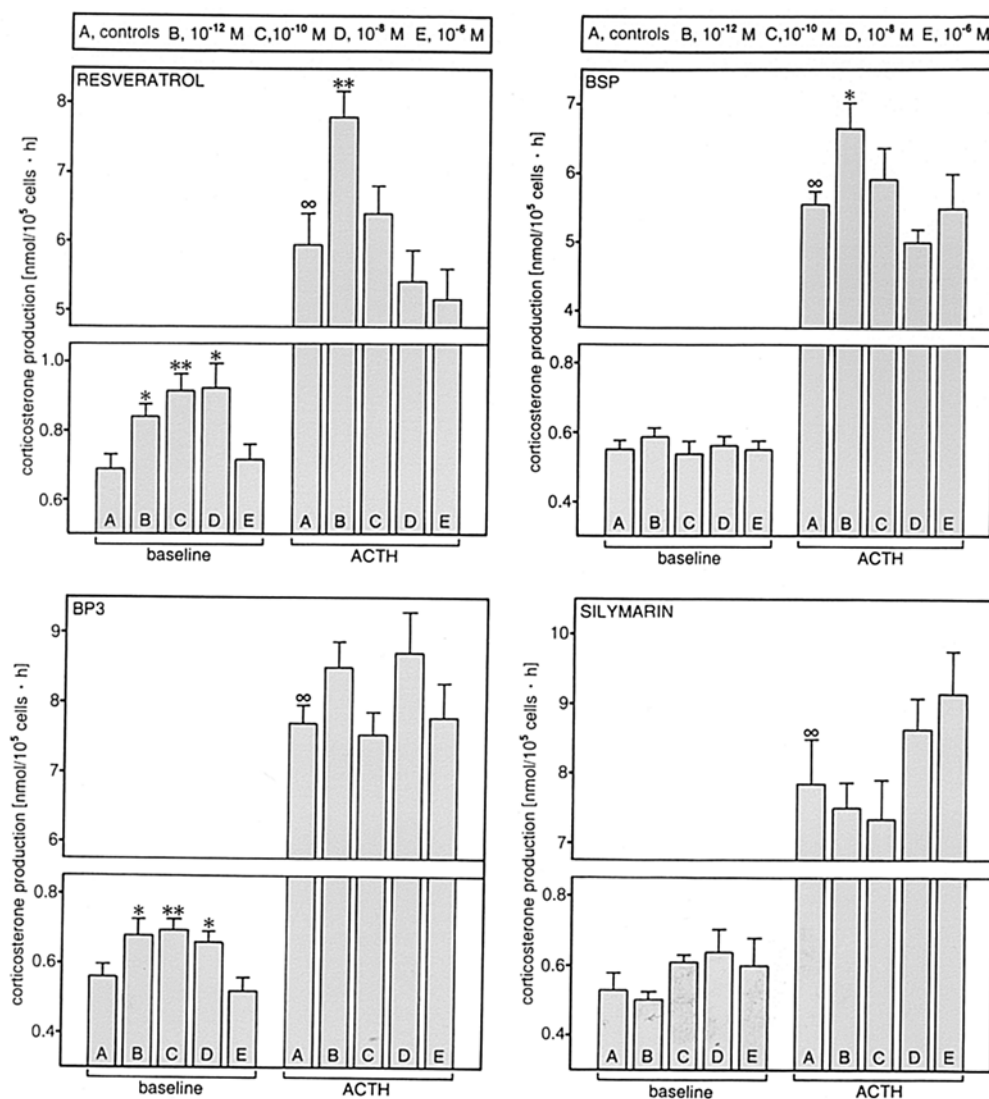 A, controls B, 10⁻¹² M C,10⁻¹⁰ M D, 10⁻⁸ M E, 10⁻⁶ M
RESVERATROL
corticosterone production [nmol/10⁵ cells · h]
8
7
6
5
1.0
0.8
0.6
** 
∞
* ** *
A B C D E A B C D E
baseline ACTH
A, controls B, 10⁻¹² M C,10⁻¹⁰ M D, 10⁻⁸ M E, 10⁻⁶ M
BSP
corticosterone production [nmol/10⁵ cells · h]
7
6
5
4
0.8
0.6
0.4
*
∞
A B C D E A B C D E
baseline ACTH
BP3
corticosterone production [nmol/10⁵ cells · h]
9
8
7
6
0.8
0.6
0.4
∞
* ** *
A B C D E A B C D E
baseline ACTH
SILYMARIN
corticosterone production [nmol/10⁵ cells · h]
10
9
8
7
0.8
0.6
0.4
∞
A B C D E A B C D E
baseline ACTH